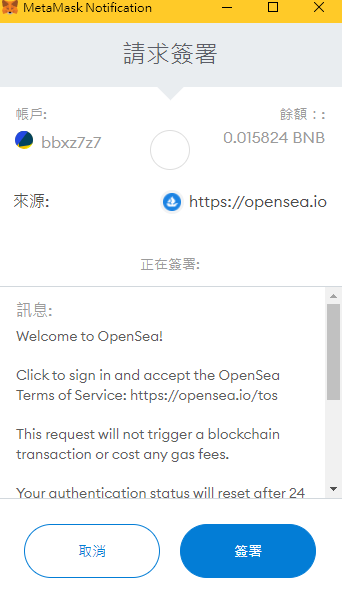 MetaMask Notification
請求簽署
帳戶:
餘額：:
bbxz7z7
0.015824 BNB
來源:
https://opensea.io
正在簽署:
訊息:
Welcome to OpenSea!
Click to sign in and accept the OpenSea
Terms of Service: https://opensea.io/tos
This request will not trigger a blockchain
transaction or cost any gas fees.
Your authentication status will reset after 24
取消
簽署